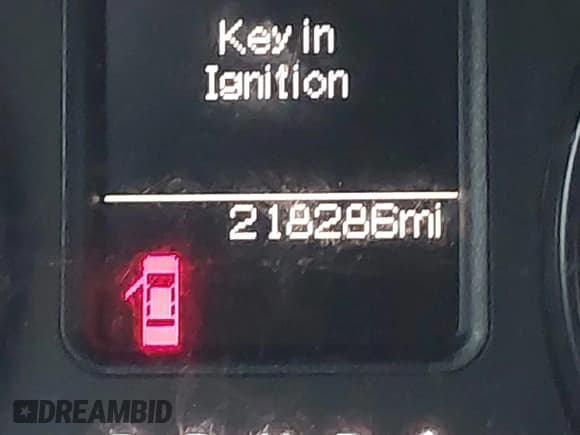 Key in
Ignition
218286mi
DREAMBID